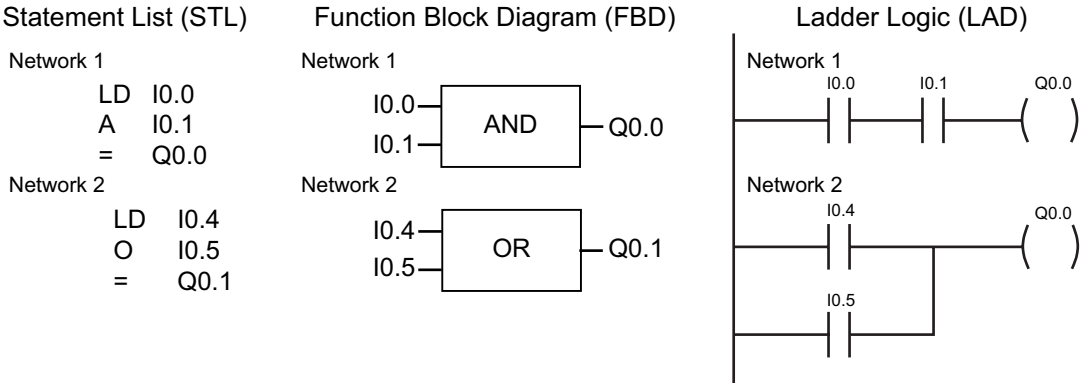 Statement List (STL)
Network 1
LD I0.0
A I0.1
= Q0.0
Network 2
LD I0.4
O I0.5
= Q0.1
Function Block Diagram (FBD)
Network 1
I0.0
I0.1
AND
Q0.0
Network 2
I0.4
I0.5
OR
Q0.1
Ladder Logic (LAD)
Network 1
I0.0 I0.1 Q0.0
Network 2
I0.4 Q0.0
I0.5